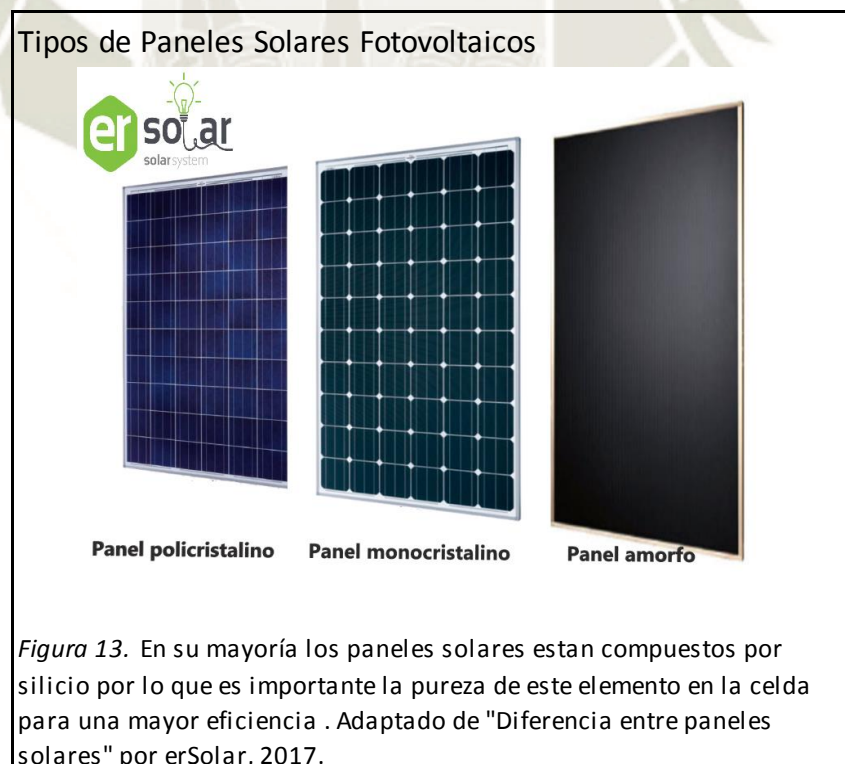 Tipos de Paneles Solares Fotovoltaicos
er solar
solarsystem
Panel policristalino Panel monocristalino Panel amorfo
Figura 13. En su mayoría los paneles solares estan compuestos por
silicio por lo que es importante la pureza de este elemento en la celda
para una mayor eficiencia . Adaptado de "Diferencia entre paneles
solares" por erSolar, 2017.